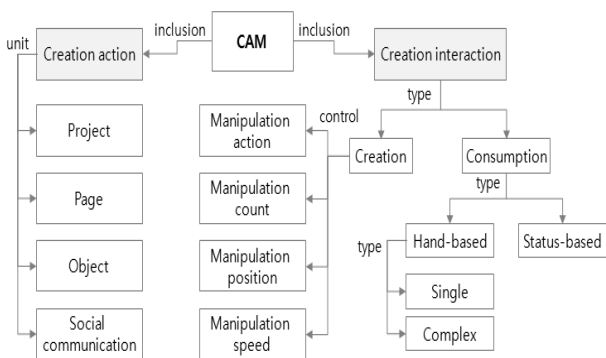 CAM
inclusion
inclusion
unit
Creation action
Creation interaction
type
Project
Manipulation
action
control
Creation
Consumption
type
Page
Manipulation
count
Object
Manipulation
position
type
Hand-based
Status-based
Single
Social
communication
Manipulation
speed
Complex